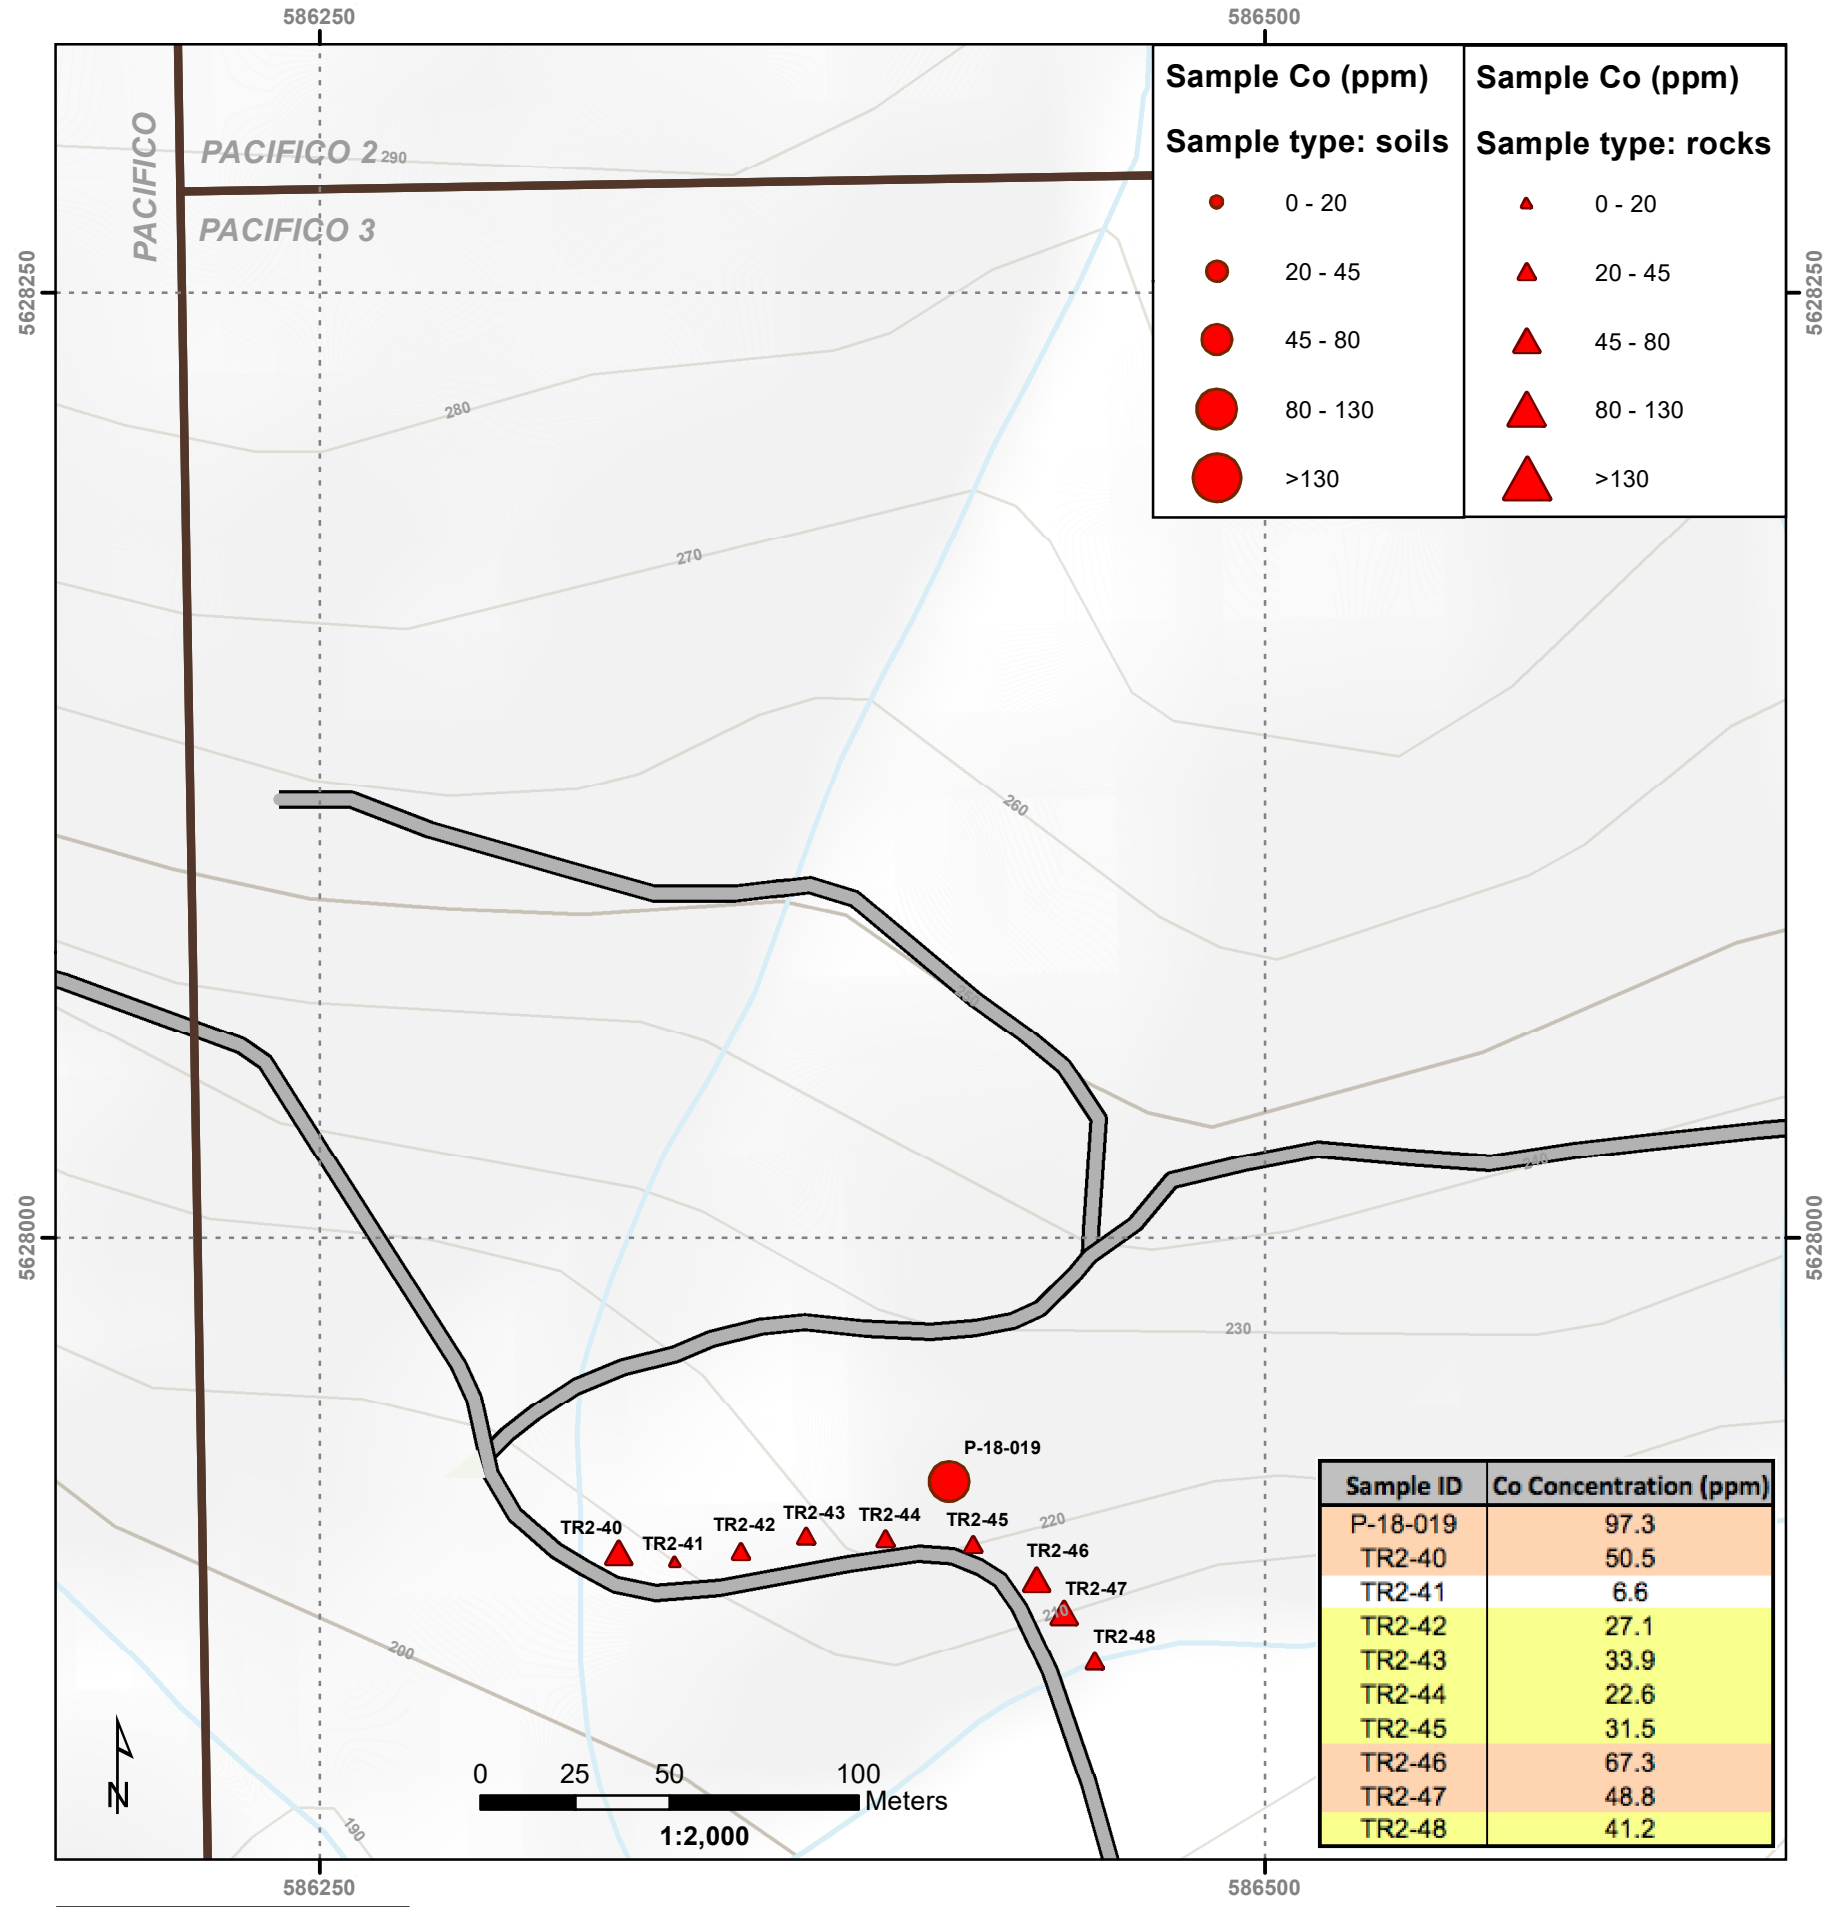 586250
586500
Sample Co (ppm)
Sample type: soils
0 - 20
20 - 45
45 - 80
80 - 130
>130
Sample Co (ppm)
Sample type: rocks
0 - 20
20 - 45
45 - 80
80 - 130
>130
PACIFICO
PACIFICO 2
290
PACIFICO 3
5628250
5628250
280
270
260
250
240
5628000
5628000
230
P-18-019
TR2-40
TR2-41
TR2-42
TR2-43
TR2-44
TR2-45
220
TR2-46
TR2-47
210
TR2-48
200
190
N
0 25 50 100
Meters
1:2,000
Sample ID Co Concentration (ppm)
P-18-019 97.3
TR2-40 50.5
TR2-41 6.6
TR2-42 27.1
TR2-43 33.9
TR2-44 22.6
TR2-45 31.5
TR2-46 67.3
TR2-47 48.8
TR2-48 41.2
586250
586500